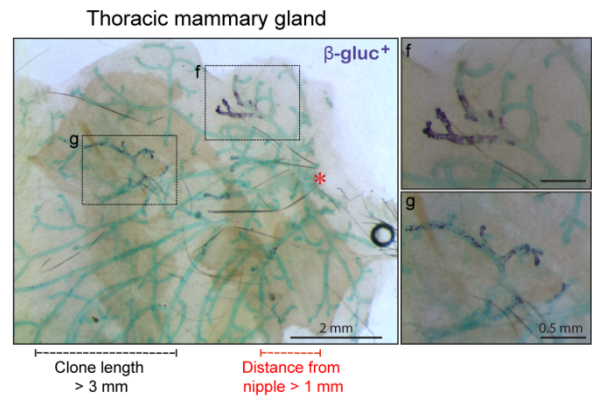 Thoracic mammary gland
β-gluc⁺
f
g
2 mm
f
g
0.5 mm
*
Clone length
> 3 mm
Distance from
nipple > 1 mm